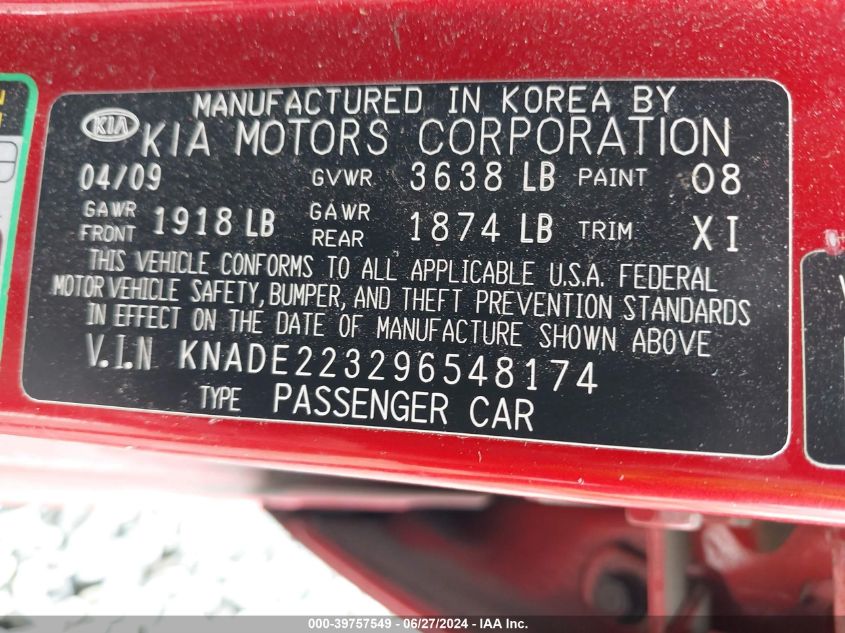 MANUFACTURED IN KOREA BY
KIA KIA MOTORS CORPORATION
04/09 GVWR 3638 LB PAINT 08
GAWR FRONT 1918 LB GAWR REAR 1874 LB TRIM XI
THIS VEHICLE CONFORMS TO ALL APPLICABLE U.S.A. FEDERAL
MOTOR VEHICLE SAFETY, BUMPER, AND THEFT PREVENTION STANDARDS
IN EFFECT ON THE DATE OF MANUFACTURE SHOWN ABOVE
V.I.N KNADE223296548174
TYPE PASSENGER CAR
000-39757549 - 06/27/2024 - IAA Inc.